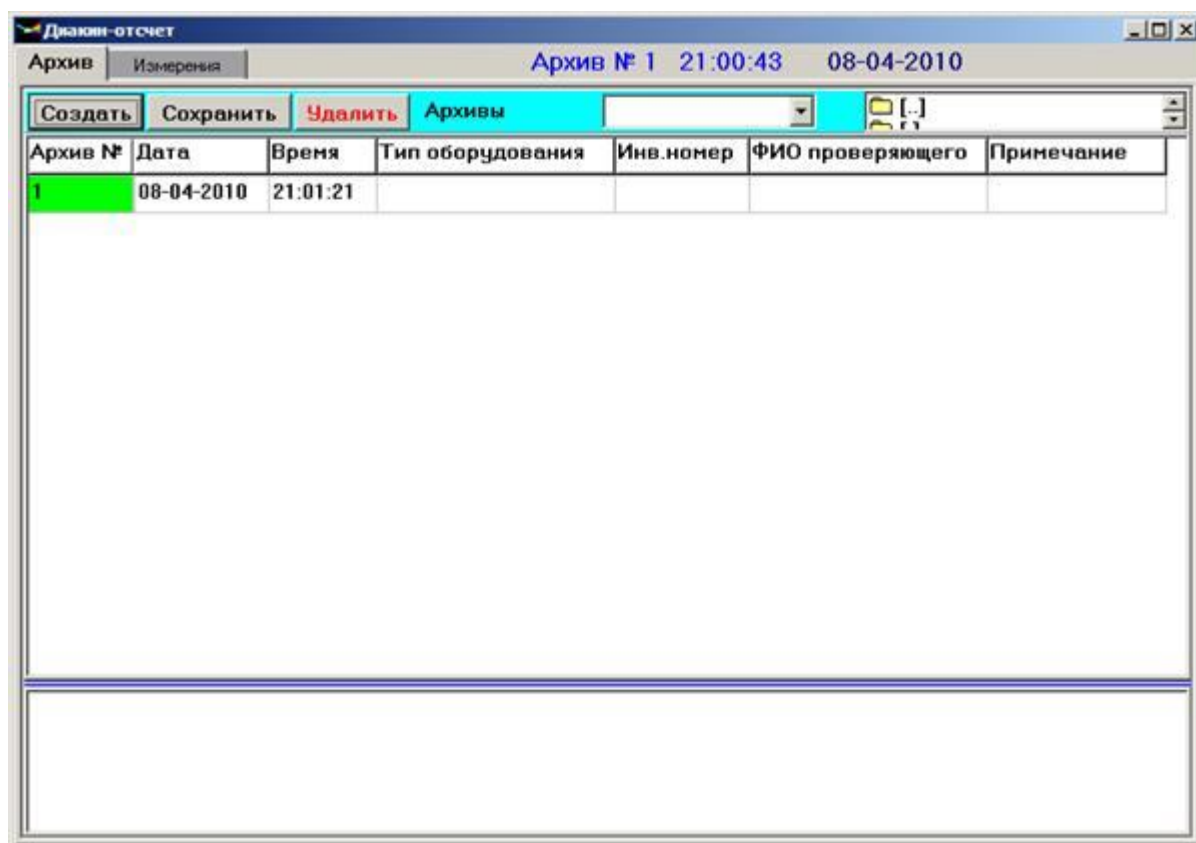 Диакин-отсчет
Архив Измерения Архив № 1 21:00:43 08-04-2010
Создать Сохранить Удалить Архивы [..]
Архив № Дата Время Тип оборудования Инв.номер ФИО проверяющего Примечание
1 08-04-2010 21:01:21